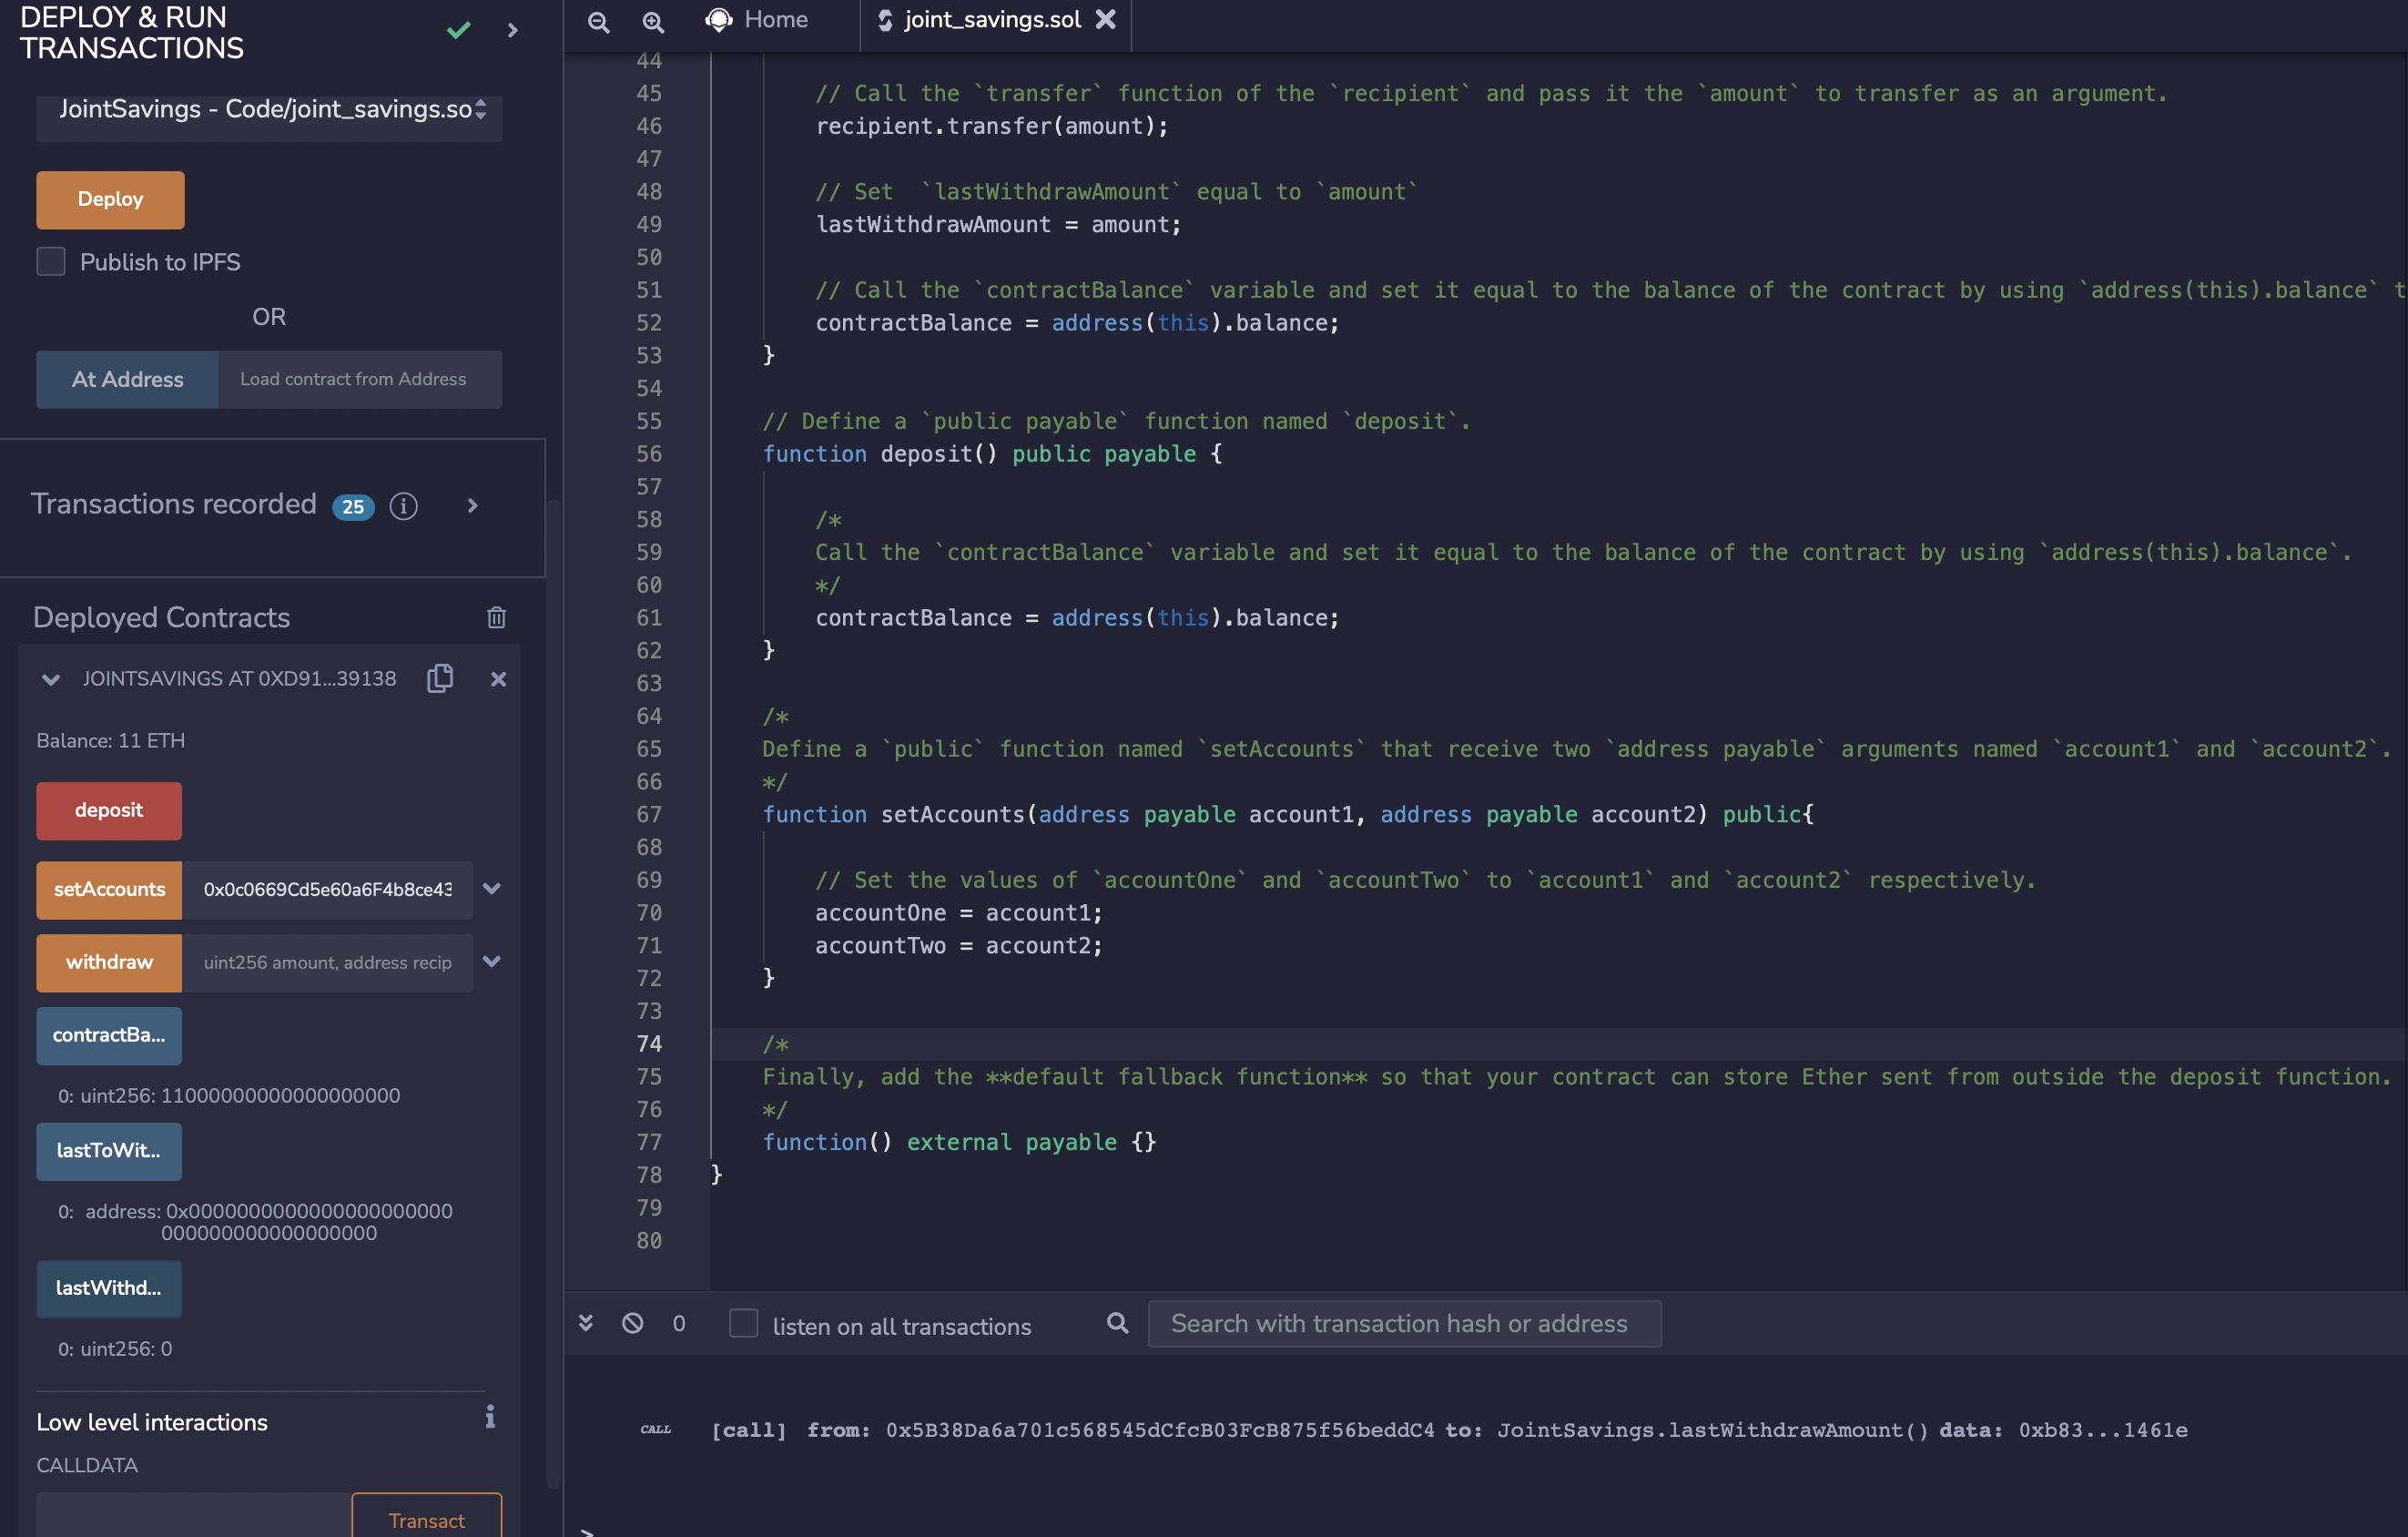 DEPLOY & RUN
TRANSACTIONS
JointSavings - Code/joint_savings.so
Deploy
Publish to IPFS
OR
At Address
Load contract from Address
Transactions recorded 25 i
Deployed Contracts
JOINTSAVINGS AT 0XD91...39138
Balance: 11 ETH
deposit
setAccounts 0x0c0669Cd5e60a6F4b8ce43
withdraw uint256 amount, address recip
contractBa...
0: uint256: 11000000000000000000
lastToWit...
0: address: 0x0000000000000000000000
000000000000000000
lastWithd...
0: uint256: 0
Low level interactions i
CALLDATA
Transact
Home
joint_savings.sol
44
45 // Call the `transfer` function of the `recipient` and pass it the `amount` to transfer as an argument.
46 recipient.transfer(amount);
47
48 // Set  `lastWithdrawAmount` equal to `amount`
49 lastWithdrawAmount = amount;
50
51 // Call the `contractBalance` variable and set it equal to the balance of the contract by using `address(this).balance` t
52 contractBalance = address(this).balance;
53 }
54
55 // Define a `public payable` function named `deposit`.
56 function deposit() public payable {
57
58 /*
59 Call the `contractBalance` variable and set it equal to the balance of the contract by using `address(this).balance`.
60 */
61 contractBalance = address(this).balance;
62 }
63
64 /*
65 Define a `public` function named `setAccounts` that receive two `address payable` arguments named `account1` and `account2`.
66 */
67 function setAccounts(address payable account1, address payable account2) public{
68
69 // Set the values of `accountOne` and `accountTwo` to `account1` and `account2` respectively.
70 accountOne = account1;
71 accountTwo = account2;
72 }
73
74 /*
75 Finally, add the **default fallback function** so that your contract can store Ether sent from outside the deposit function.
76 */
77 function() external payable {}
78 }
79
80
0 listen on all transactions Search with transaction hash or address
CALL [call] from: 0x5B38Da6a701c568545dCfcB03FcB875f56beddC4 to: JointSavings.lastWithdrawAmount() data: 0xb83...1461e
>